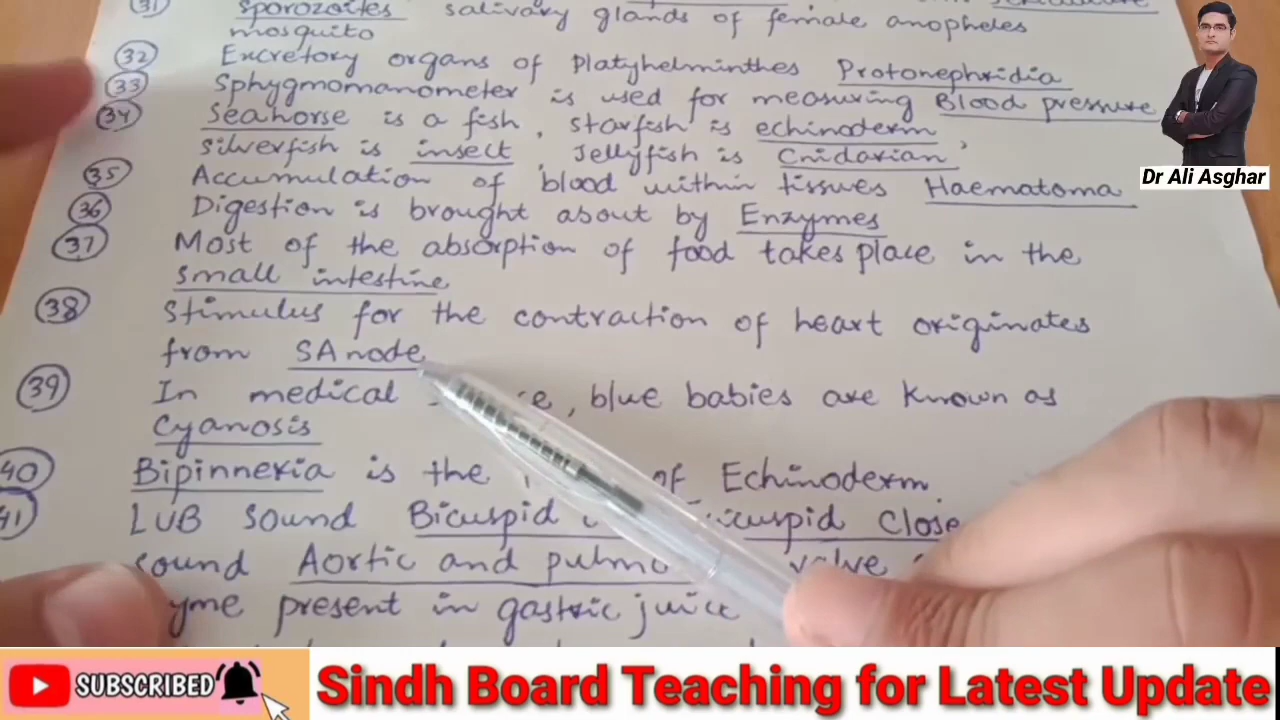 31 sporozoites salivary glands of female anopheles
mosquito
32 Excretory organs of Platyhelminthes Protonephridia
33 Sphygmomanometer is used for measuring Blood pressure
34 Seahorse is a fish, starfish is echinoderm,
Silverfish is insect, Jellyfish is Cnidarian
35 Accumulation of blood within tissues Haematoma
36 Digestion is brought about by Enzymes
37 Most of the absorption of food takes place in the
small intestine
38 Stimulus for the contraction of heart originates
from SA node
39 In medical , blue babies are known as
Cyanosis
40 Bipinneria is the of Echinoderm.
41 LUB sound Bicuspid Close
sound Aortic and valve
present in gastric juice
Dr Ali Asghar
SUBSCRIBED
Sindh Board Teaching for Latest Update